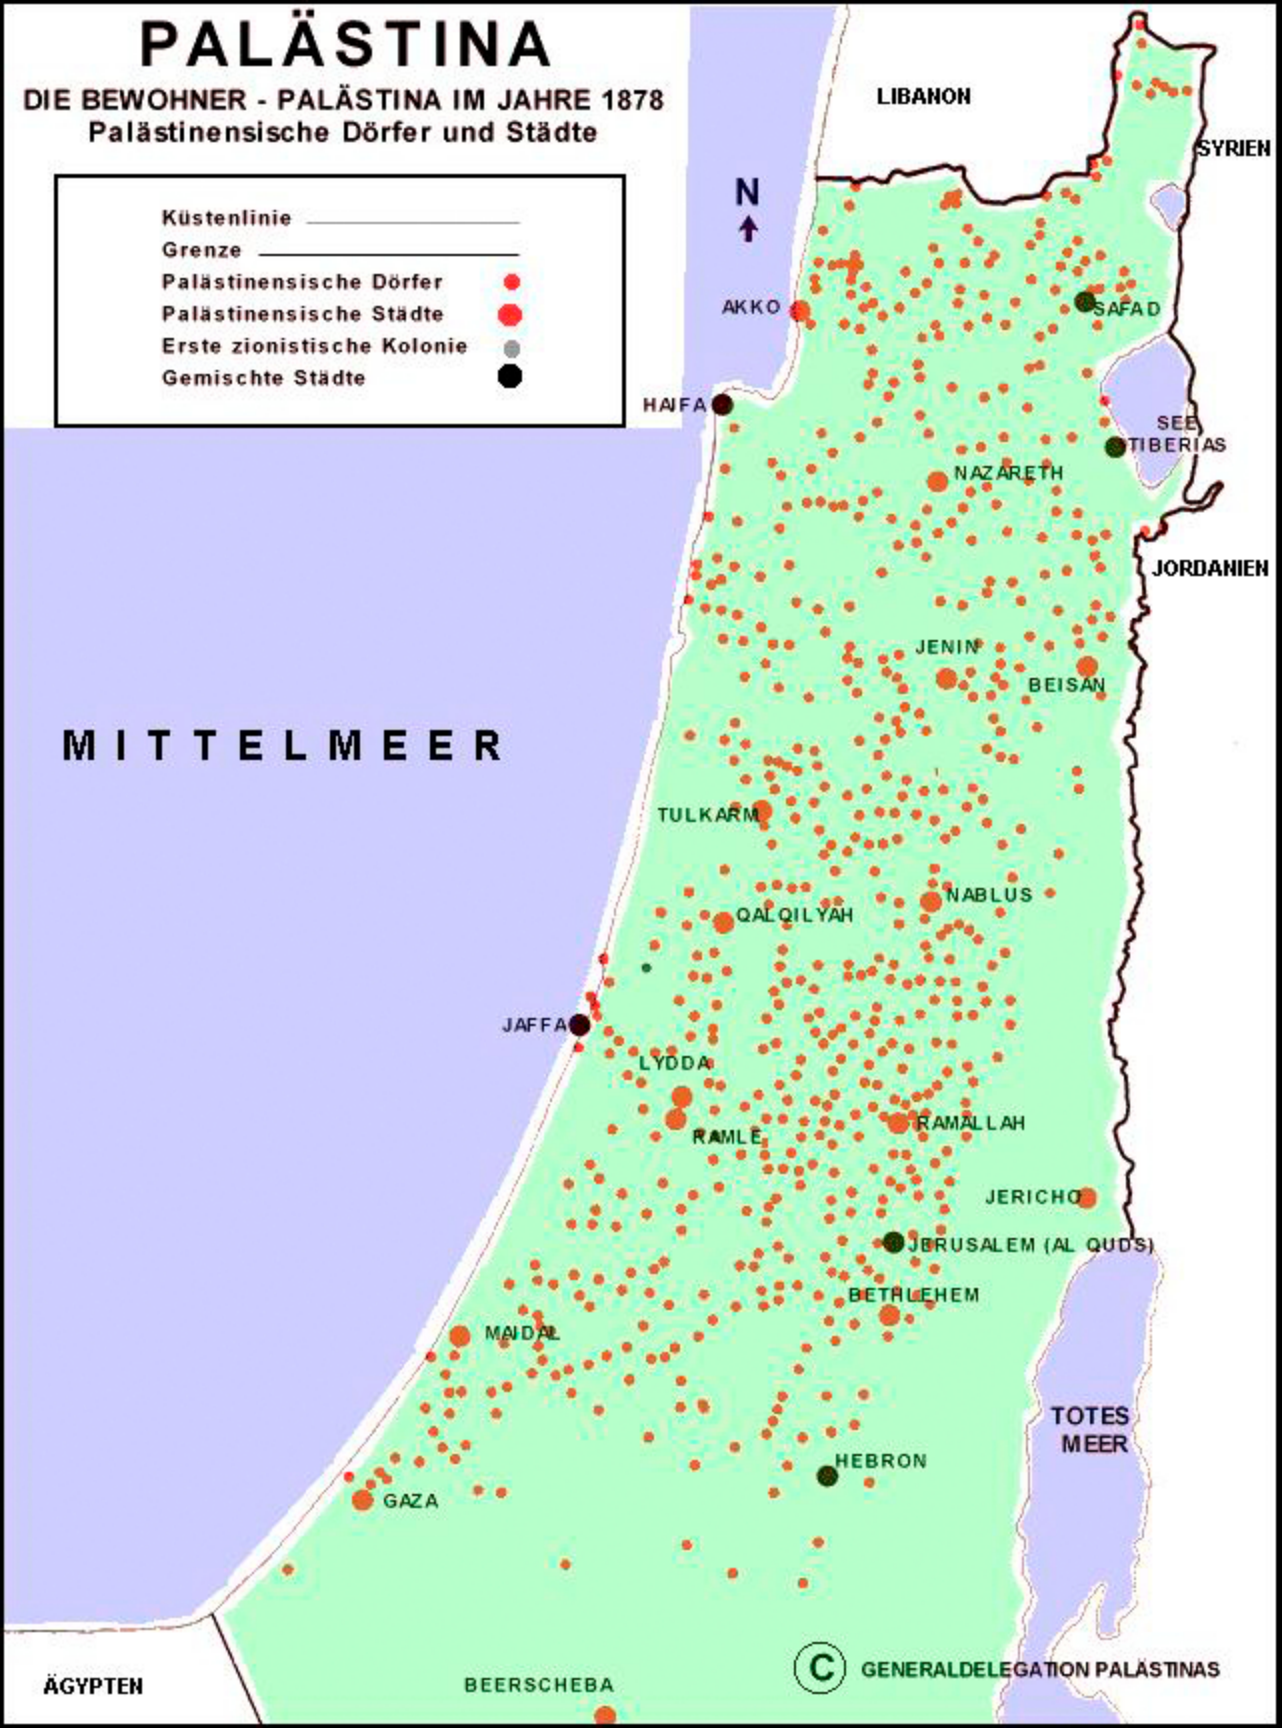 PALÄSTINA
DIE BEWOHNER - PALÄSTINA IM JAHRE 1878
Palästinensische Dörfer und Städte
Küstenlinie
Grenze
Palästinensische Dörfer
Palästinensische Städte
Erste zionistische Kolonie
Gemischte Städte
N
LIBANON
SYRIEN
AKKO
SAFAD
HAIFA
SEE
TIBERIAS
NAZARETH
JORDANIEN
JENIN
BEISAN
MITTELMEER
TULKARM
NABLUS
QALQILYAH
JAFFA
LYDDA
RAMALLAH
RAMLE
JERICHO
JERUSALEM (AL QUDS)
BETHLEHEM
MAIDAL
TOTES
MEER
HEBRON
GAZA
C GENERALDELEGATION PALÄSTINAS
ÄGYPTEN
BEERSCHEBA